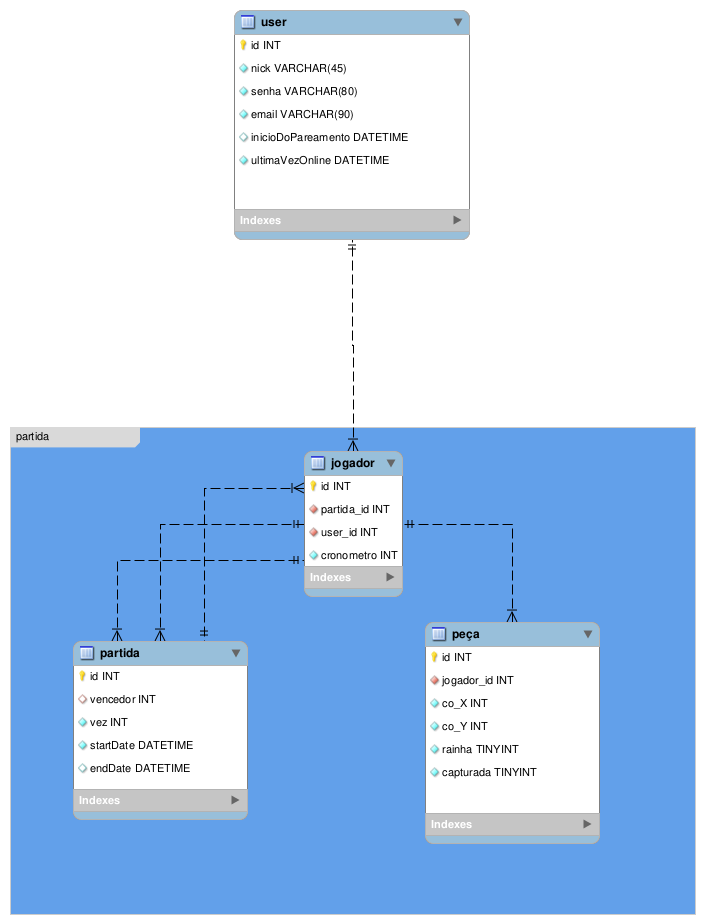 user
id INT
nick VARCHAR(45)
senha VARCHAR(80)
email VARCHAR(90)
inicioDoPareamento DATETIME
ultimaVezOnline DATETIME
Indexes
partida
jogador
id INT
partida_id INT
user_id INT
cronometro INT
Indexes
partida
id INT
vencedor INT
vez INT
startDate DATETIME
endDate DATETIME
Indexes
peça
id INT
jogador_id INT
co_X INT
co_Y INT
rainha TINYINT
capturada TINYINT
Indexes